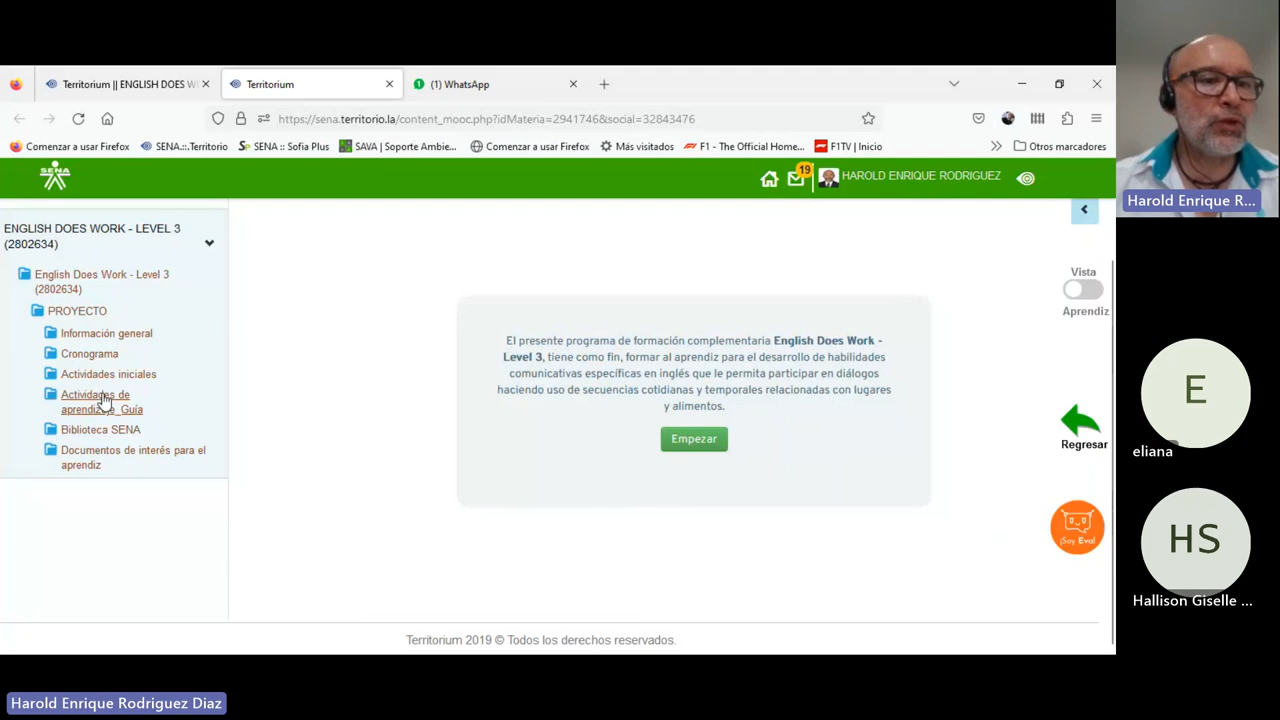 Territorium || ENGLISH DOES W
Territorium
(1) WhatsApp
https://sena.territorio.la/content_mooc.php?idMateria=2941746&social=32843476
Comenzar a usar Firefox
SENA.::.Territorio
SENA :: Sofia Plus
SAVA | Soporte Ambie...
Comenzar a usar Firefox
Más visitados
F1 - The Official Home...
F1TV | Inicio
Otros marcadores
SENA
19
HAROLD ENRIQUE RODRIGUEZ
ENGLISH DOES WORK - LEVEL 3
(2802634)
English Does Work - Level 3
(2802634)
PROYECTO
Información general
Cronograma
Actividades iniciales
Actividades de
aprendizaje_Guía
Biblioteca SENA
Documentos de interés para el
aprendiz
El presente programa de formación complementaria English Does Work -
Level 3, tiene como fin, formar al aprendiz para el desarrollo de habilidades
comunicativas específicas en inglés que le permita participar en diálogos
haciendo uso de secuencias cotidianas y temporales relacionadas con lugares
y alimentos.
Empezar
Vista
Aprendiz
Regresar
¡Soy Eva!
Territorium 2019 © Todos los derechos reservados.
Harold Enrique R...
E
eliana
HS
Hallison Giselle ...
Harold Enrique Rodriguez Diaz